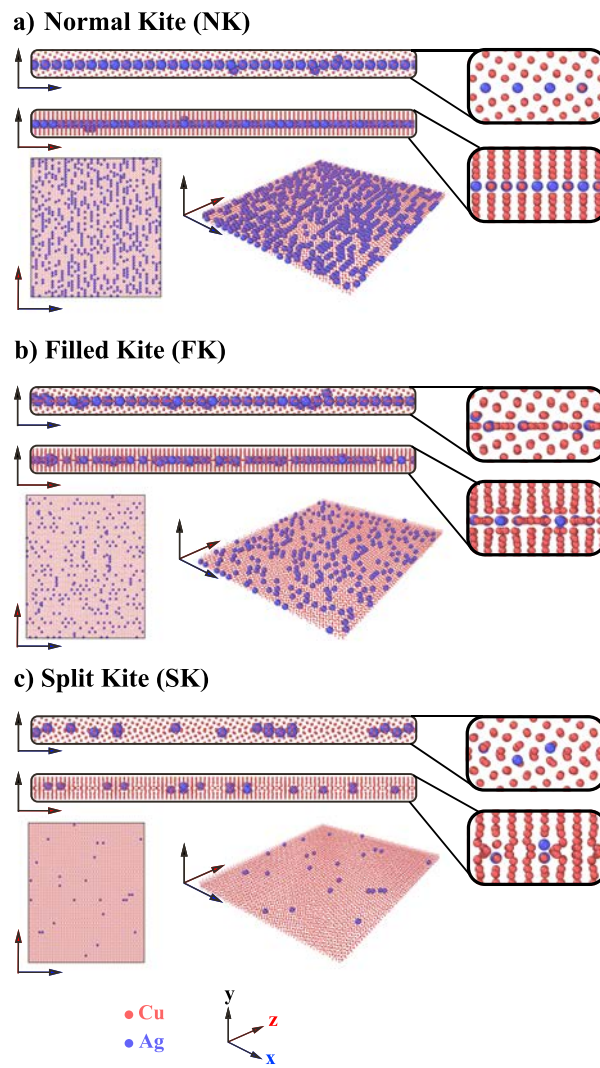 a) Normal Kite (NK)
b) Filled Kite (FK)
c) Split Kite (SK)
y
z
x
Cu
Ag